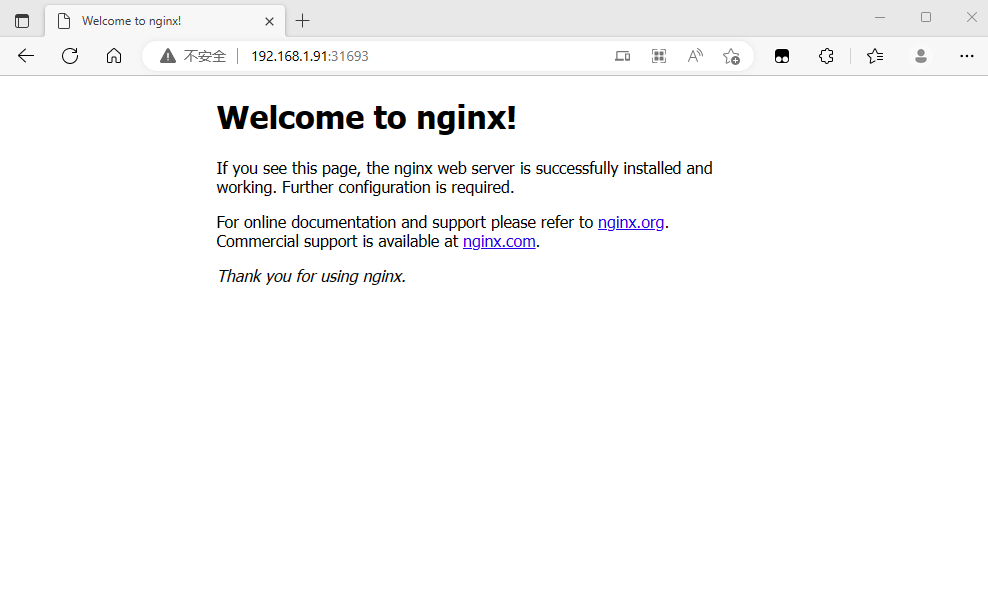 Welcome to nginx!
不安全
192.168.1.91:31693
Welcome to nginx!
If you see this page, the nginx web server is successfully installed and
working. Further configuration is required.
For online documentation and support please refer to nginx.org.
Commercial support is available at nginx.com.
Thank you for using nginx.